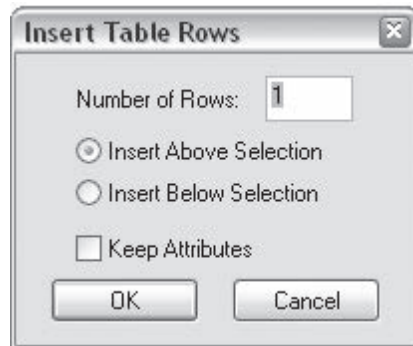 Insert Table Rows
Number of Rows: 1
Insert Above Selection
Insert Below Selection
Keep Attributes
OK Cancel